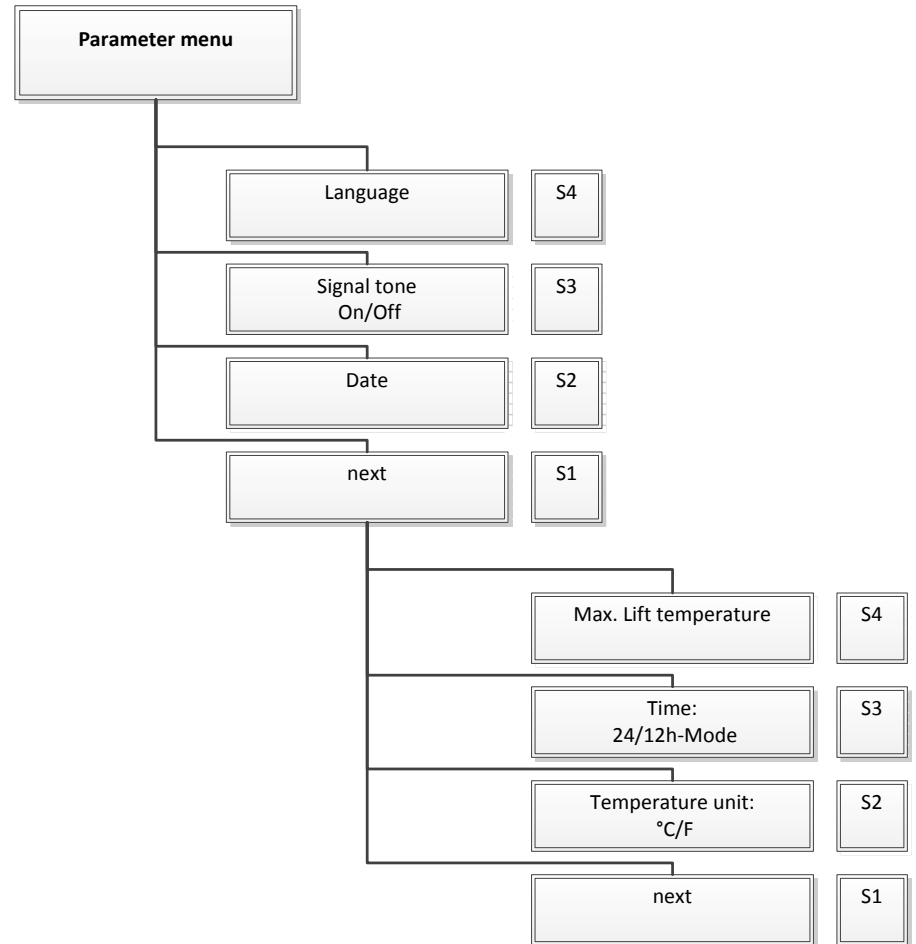 Parameter menu
Language
S4
Signal tone
On/Off
S3
Date
S2
next
S1
Max. Lift temperature
S4
Time:
24/12h-Mode
S3
Temperature unit:
°C/F
S2
next
S1